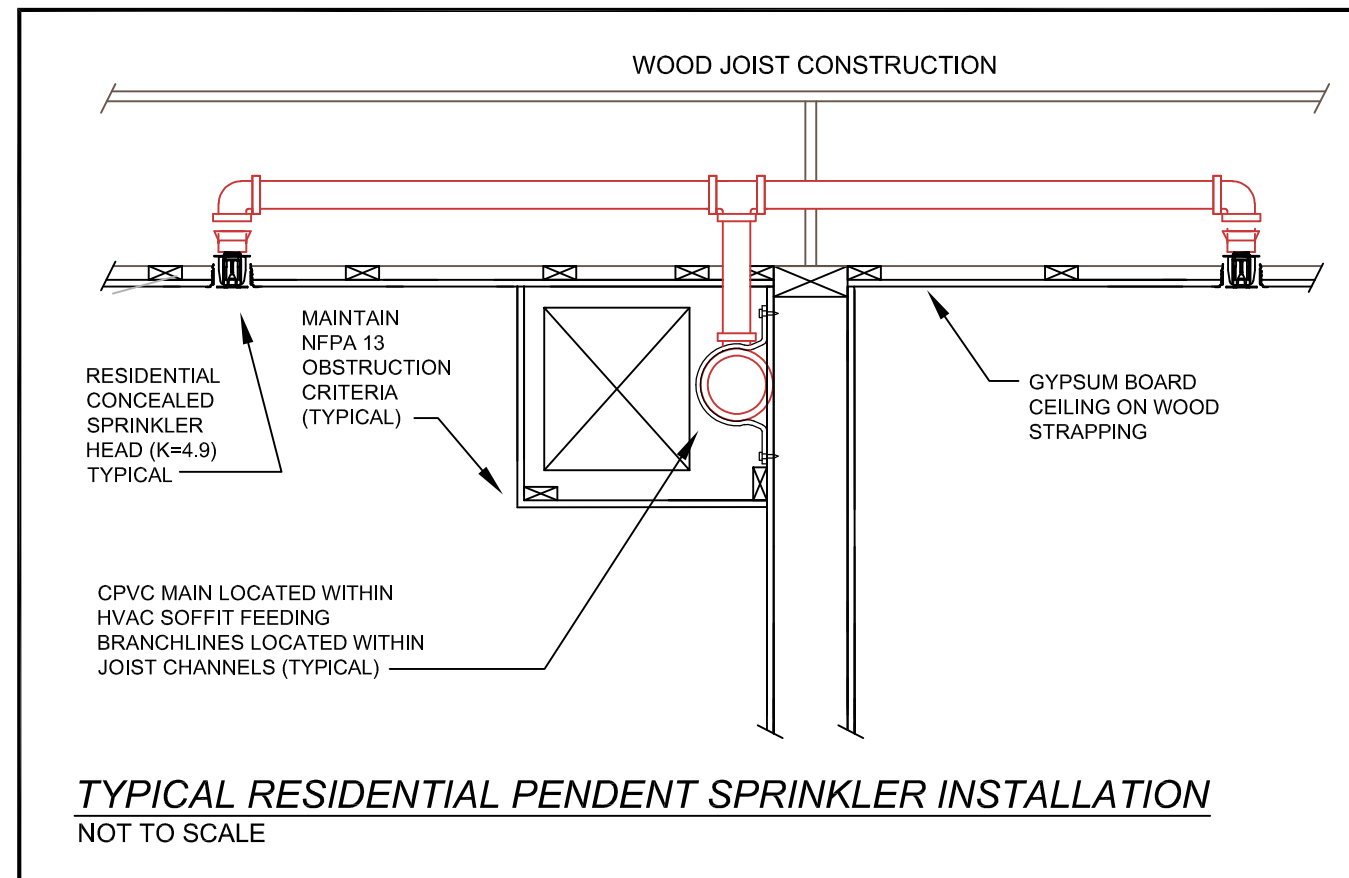 WOOD JOIST CONSTRUCTION
MAINTAIN
NFPA 13
OBSTRUCTION
CRITERIA
(TYPICAL)
RESIDENTIAL
CONCEALED
SPRINKLER
HEAD (K=4.9)
TYPICAL
GYPSUM BOARD
CEILING ON WOOD
STRAPPING
CPVC MAIN LOCATED WITHIN
HVAC SOFFIT FEEDING
BRANCHLINES LOCATED WITHIN
JOIST CHANNELS (TYPICAL)
TYPICAL RESIDENTIAL PENDENT SPRINKLER INSTALLATION
NOT TO SCALE